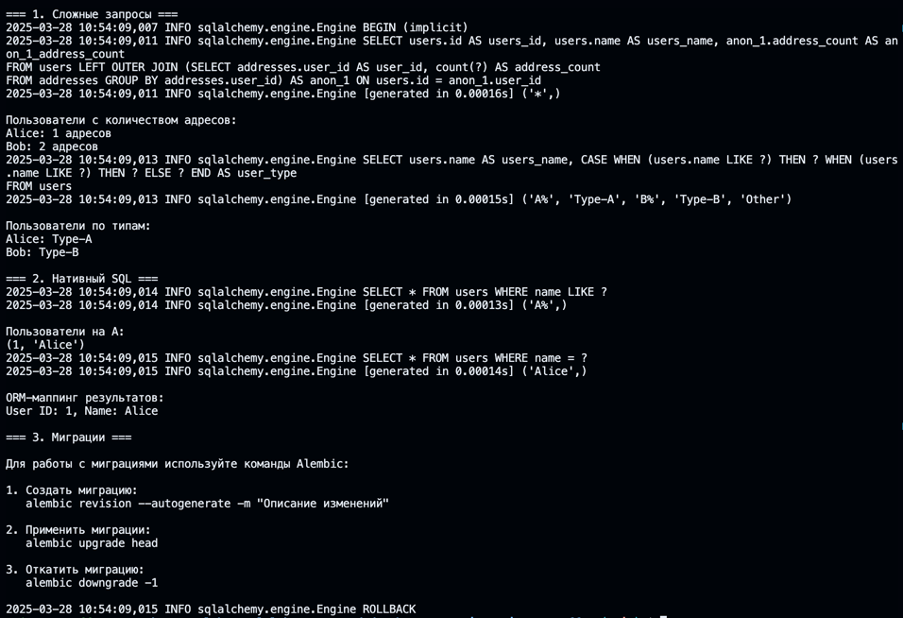 === 1. Сложные запросы ===
2025-03-28 10:54:09,007 INFO sqlalchemy.engine.Engine BEGIN (implicit)
2025-03-28 10:54:09,011 INFO sqlalchemy.engine.Engine SELECT users.id AS users_id, users.name AS users_name, anon_1.address_count AS an
on_1_address_count
FROM users LEFT OUTER JOIN (SELECT addresses.user_id AS user_id, count(?) AS address_count
FROM addresses GROUP BY addresses.user_id) AS anon_1 ON users.id = anon_1.user_id
2025-03-28 10:54:09,011 INFO sqlalchemy.engine.Engine [generated in 0.00016s] ('*',)

Пользователи с количеством адресов:
Alice: 1 адресов
Bob: 2 адресов
2025-03-28 10:54:09,013 INFO sqlalchemy.engine.Engine SELECT users.name AS users_name, CASE WHEN (users.name LIKE ?) THEN ? WHEN (users
.name LIKE ?) THEN ? ELSE ? END AS user_type
FROM users
2025-03-28 10:54:09,013 INFO sqlalchemy.engine.Engine [generated in 0.00015s] ('A%', 'Type-A', 'B%', 'Type-B', 'Other')

Пользователи по типам:
Alice: Type-A
Bob: Type-B

=== 2. Нативный SQL ===
2025-03-28 10:54:09,014 INFO sqlalchemy.engine.Engine SELECT * FROM users WHERE name LIKE ?
2025-03-28 10:54:09,014 INFO sqlalchemy.engine.Engine [generated in 0.00013s] ('A%',)

Пользователи на A:
(1, 'Alice')
2025-03-28 10:54:09,015 INFO sqlalchemy.engine.Engine SELECT * FROM users WHERE name = ?
2025-03-28 10:54:09,015 INFO sqlalchemy.engine.Engine [generated in 0.00014s] ('Alice',)

ORM-маппинг результатов:
User ID: 1, Name: Alice

=== 3. Миграции ===

Для работы с миграциями используйте команды Alembic:

1. Создать миграцию:
   alembic revision --autogenerate -m "Описание изменений"

2. Применить миграции:
   alembic upgrade head

3. Откатить миграцию:
   alembic downgrade -1

2025-03-28 10:54:09,015 INFO sqlalchemy.engine.Engine ROLLBACK